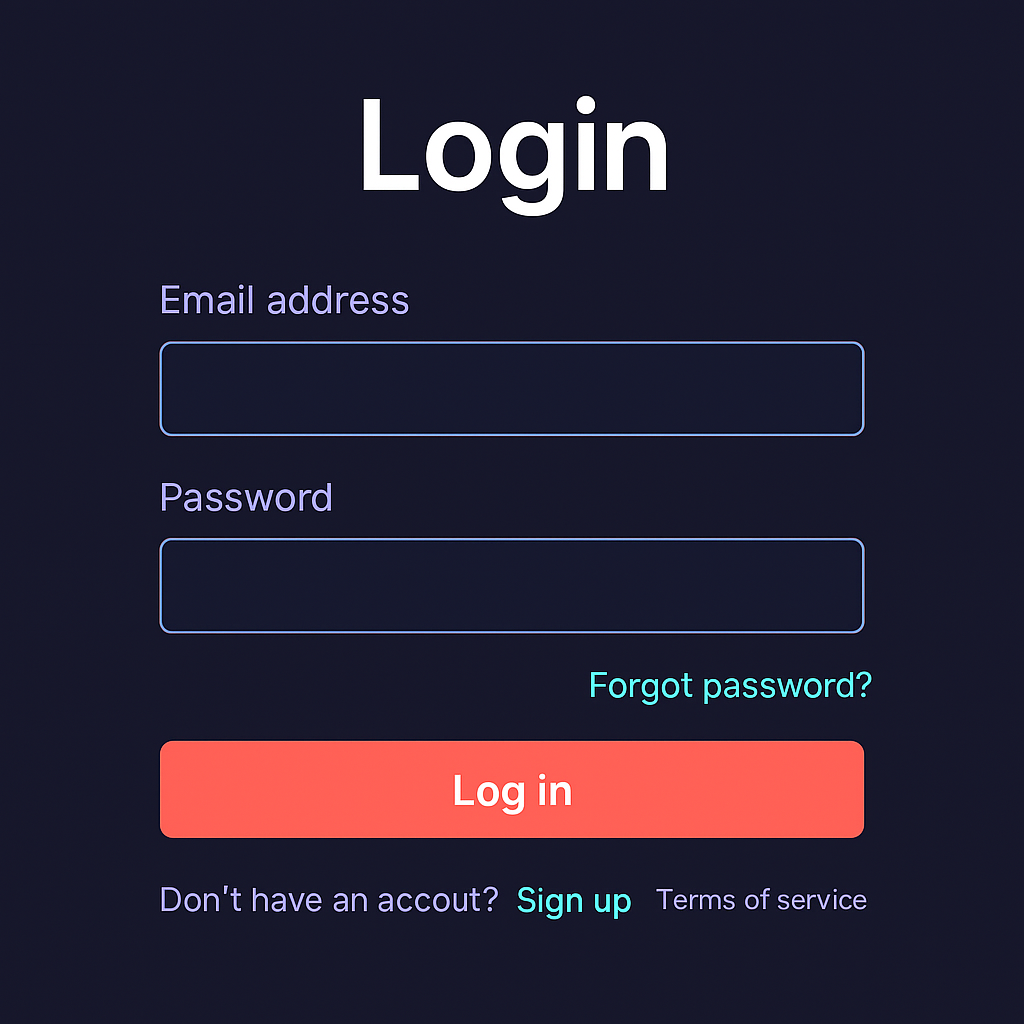 Login
Email address
Password
Forgot password?
Log in
Don't have an accout? Sign up Terms of service